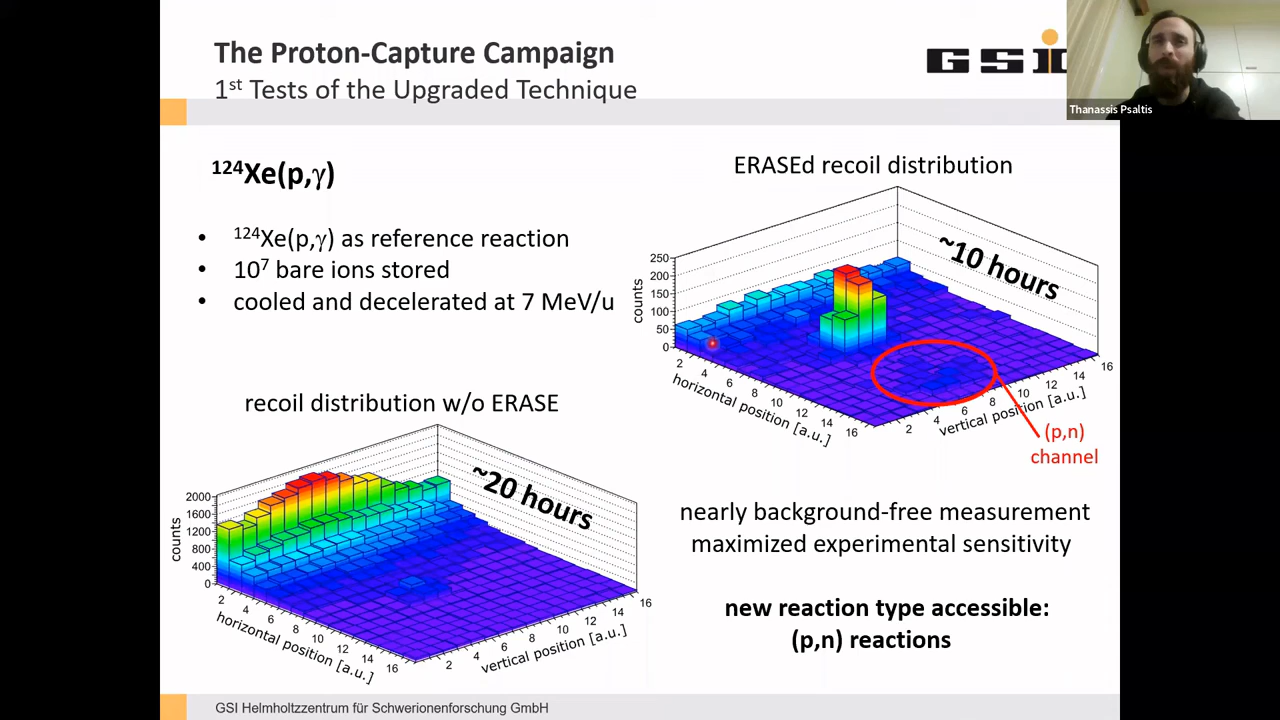 The Proton-Capture Campaign
1st Tests of the Upgraded Technique
GSI
Thanassis Psaltis
¹²⁴Xe(p,γ)
• ¹²⁴Xe(p,γ) as reference reaction
• 10⁷ bare ions stored
• cooled and decelerated at 7 MeV/u
ERASEd recoil distribution
~10 hours
250
200
150
100
50
0
counts
2 4 6 8 10 12 14 16
horizontal position [a.u.]
2 4 6 8 10 12 14 16
vertical position [a.u.]
(p,n)
channel
recoil distribution w/o ERASE
~20 hours
2000
1600
1200
800
400
0
counts
2 4 6 8 10 12 14 16
horizontal position [a.u.]
2 4 6 8 10 12 14 16
vertical position [a.u.]
nearly background-free measurement
maximized experimental sensitivity
new reaction type accessible:
(p,n) reactions
GSI Helmholtzzentrum für Schwerionenforschung GmbH